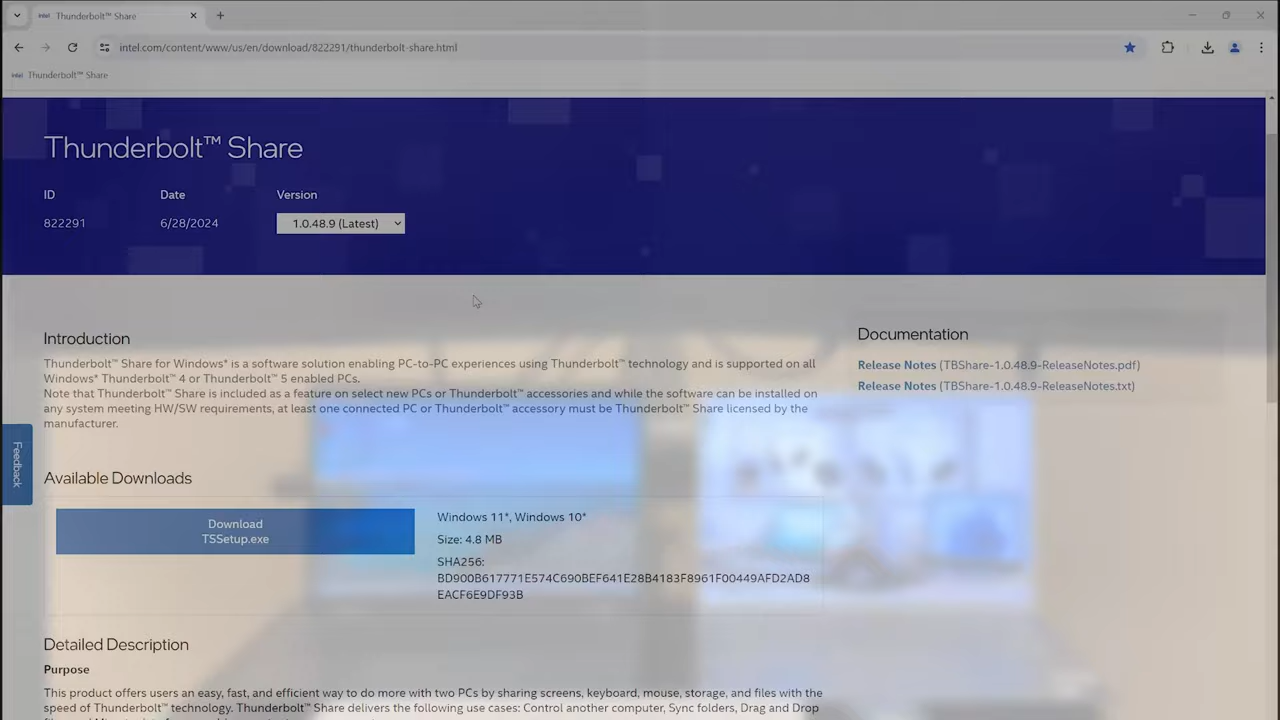 intel Thunderbolt™ Share
intel.com/content/www/us/en/download/822291/thunderbolt-share.html
intel Thunderbolt™ Share
Thunderbolt™ Share
ID Date Version
822291 6/28/2024 1.0.48.9 (Latest)
Introduction
Thunderbolt™ Share for Windows* is a software solution enabling PC-to-PC experiences using Thunderbolt™ technology and is supported on all
Windows* Thunderbolt™ 4 or Thunderbolt™ 5 enabled PCs.
Note that Thunderbolt™ Share is included as a feature on select new PCs or Thunderbolt™ accessories and while the software can be installed on
any system meeting HW/SW requirements, at least one connected PC or Thunderbolt™ accessory must be Thunderbolt™ Share licensed by the
manufacturer.
Documentation
Release Notes (TBShare-1.0.48.9-ReleaseNotes.pdf)
Release Notes (TBShare-1.0.48.9-ReleaseNotes.txt)
Feedback
Available Downloads
Download
TSSetup.exe
Windows 11*, Windows 10*
Size: 4.8 MB
SHA256:
BD900B617771E574C690BEF641E28B4183F8961F00449AFD2AD8
EACF6E9DF93B
Detailed Description
Purpose
This product offers users an easy, fast, and efficient way to do more with two PCs by sharing screens, keyboard, mouse, storage, and files with the
speed of Thunderbolt™ technology. Thunderbolt™ Share delivers the following use cases: Control another computer, Sync folders, Drag and Drop